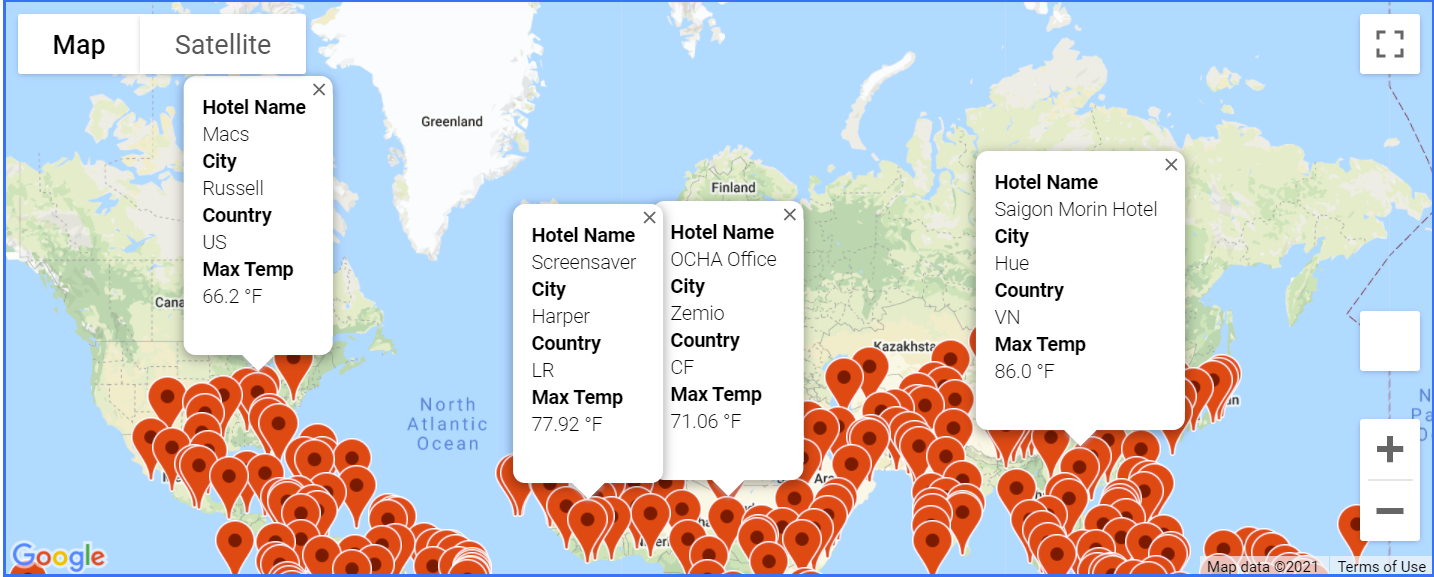 Map
Satellite
Greenland
Finland
Hotel Name
Macs
City
Russell
Country
US
Max Temp
66.2 °F
Hotel Name
Screensaver
City
Harper
Country
LR
Max Temp
77.92 °F
Hotel Name
OCHA Office
City
Zemio
Country
CF
Max Temp
71.06 °F
Hotel Name
Saigon Morin Hotel
City
Hue
Country
VN
Max Temp
86.0 °F
Cana
Kazakhsta
North
Atlantic
Ocean
Google
Map data ©2021
Terms of Use